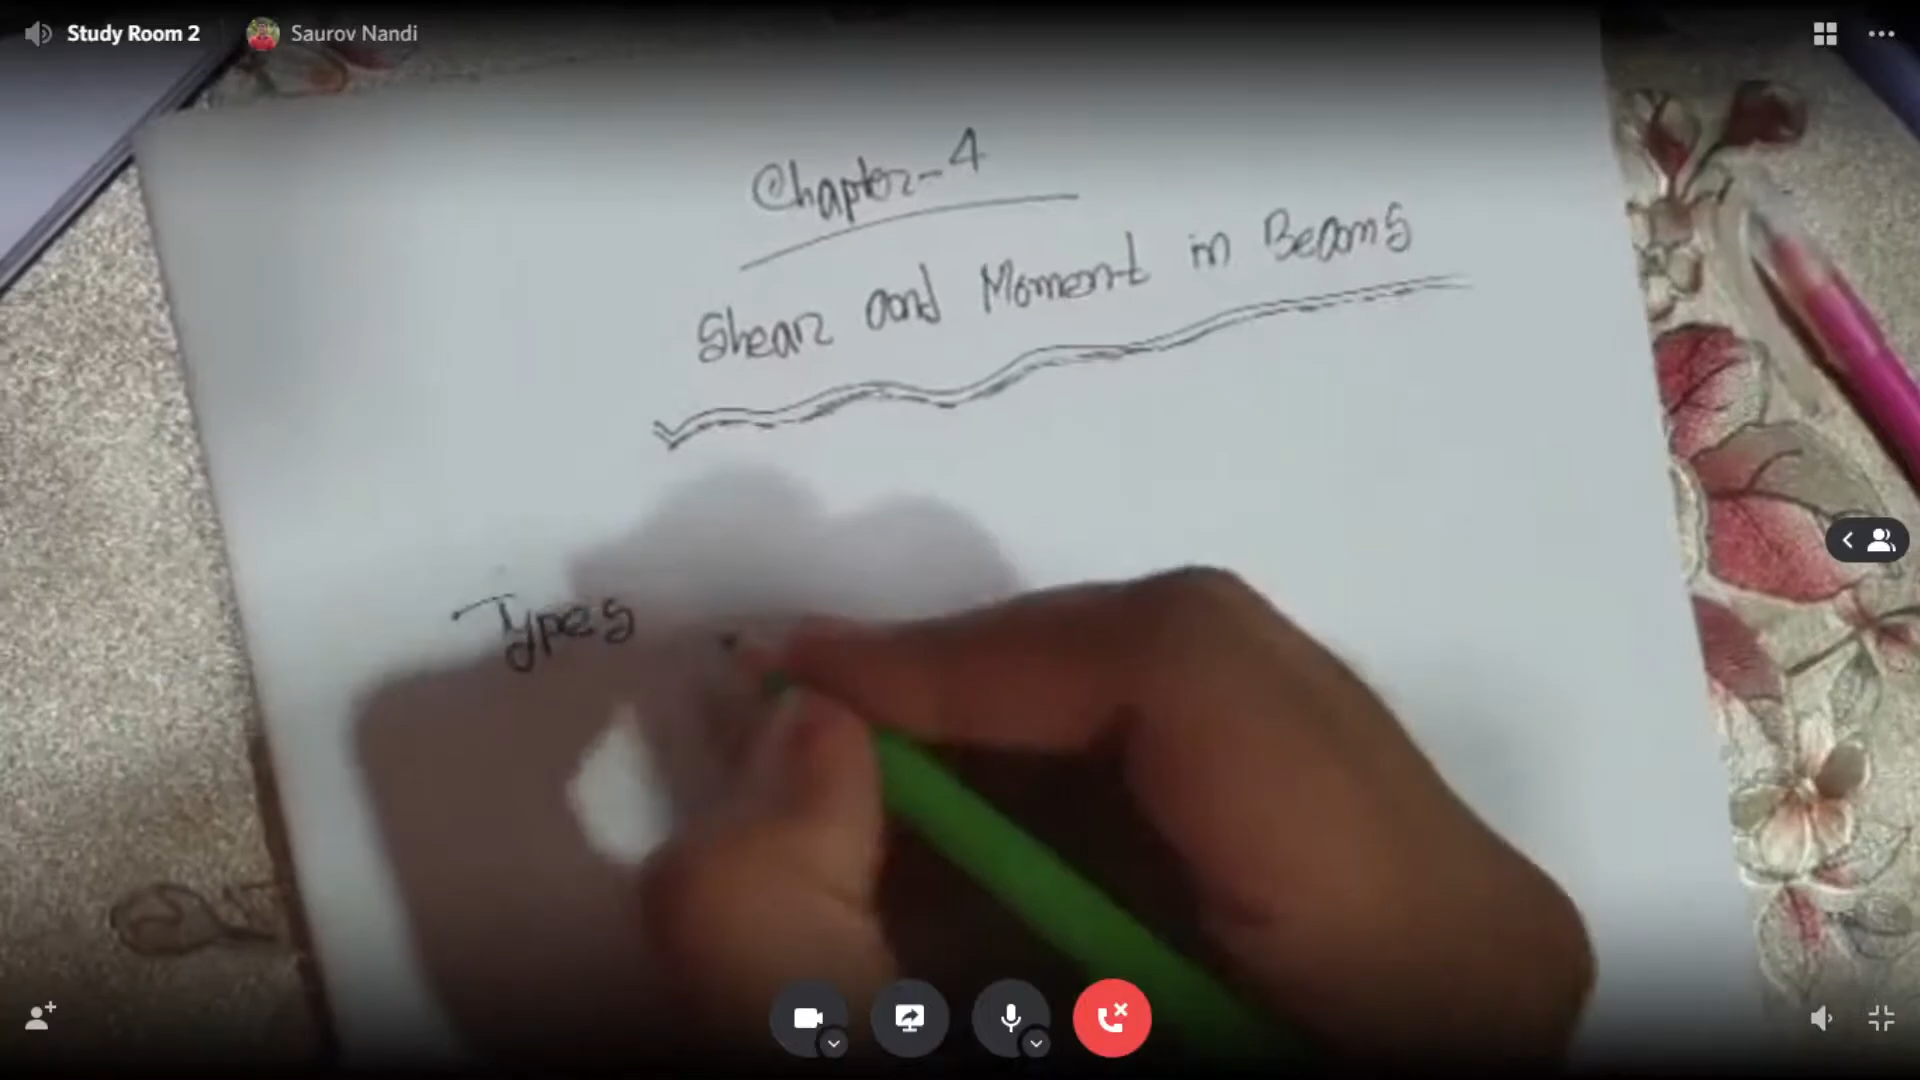 Study Room 2 Saurov Nandi
Chapter-4
Shear and Moment in Beams
Types